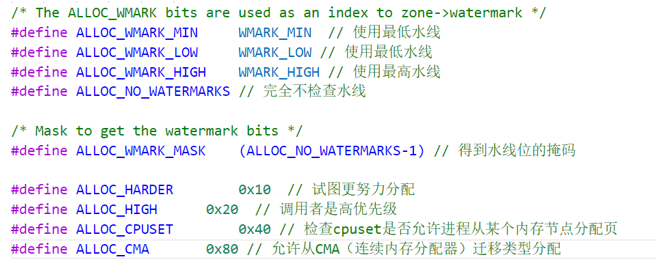 /* The ALLOC_WMARK bits are used as an index to zone->watermark */
#define ALLOC_WMARK_MIN WMARK_MIN // 使用最低水线
#define ALLOC_WMARK_LOW WMARK_LOW // 使用最低水线
#define ALLOC_WMARK_HIGH WMARK_HIGH // 使用最高水线
#define ALLOC_NO_WATERMARKS // 完全不检查水线
/* Mask to get the watermark bits */
#define ALLOC_WMARK_MASK (ALLOC_NO_WATERMARKS-1) // 得到水线位的掩码
#define ALLOC_HARDER 0x10 // 试图更努力分配
#define ALLOC_HIGH 0x20 // 调用者是高优先级
#define ALLOC_CPUSET 0x40 // 检查cpuset是否允许进程从某个内存节点分配页
#define ALLOC_CMA 0x80 // 允许从CMA（连续内存分配器）迁移类型分配